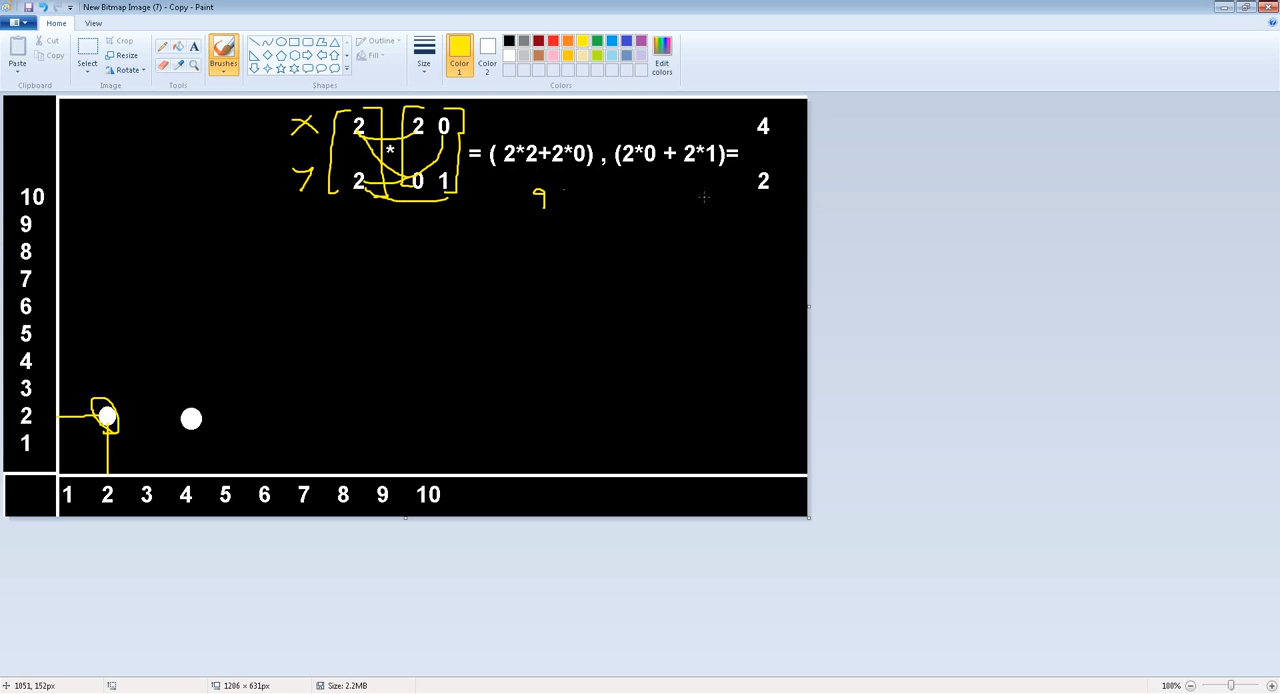 New Bitmap Image (7) - Copy - Paint
Home View
Paste Cut Copy
Select Crop Resize Rotate
A
Brushes
Outline Fill
Size
Color 1
Color 2
Edit colors
Clipboard Image Tools Shapes Colors
x 2 2 0 4
* = ( 2*2+2*0) , (2*0 + 2*1)=
y 2 0 1 2
9
10
9
8
7
6
5
4
3
2
1
1 2 3 4 5 6 7 8 9 10
1051, 152px 1206 × 631px Size: 2.2MB 100%